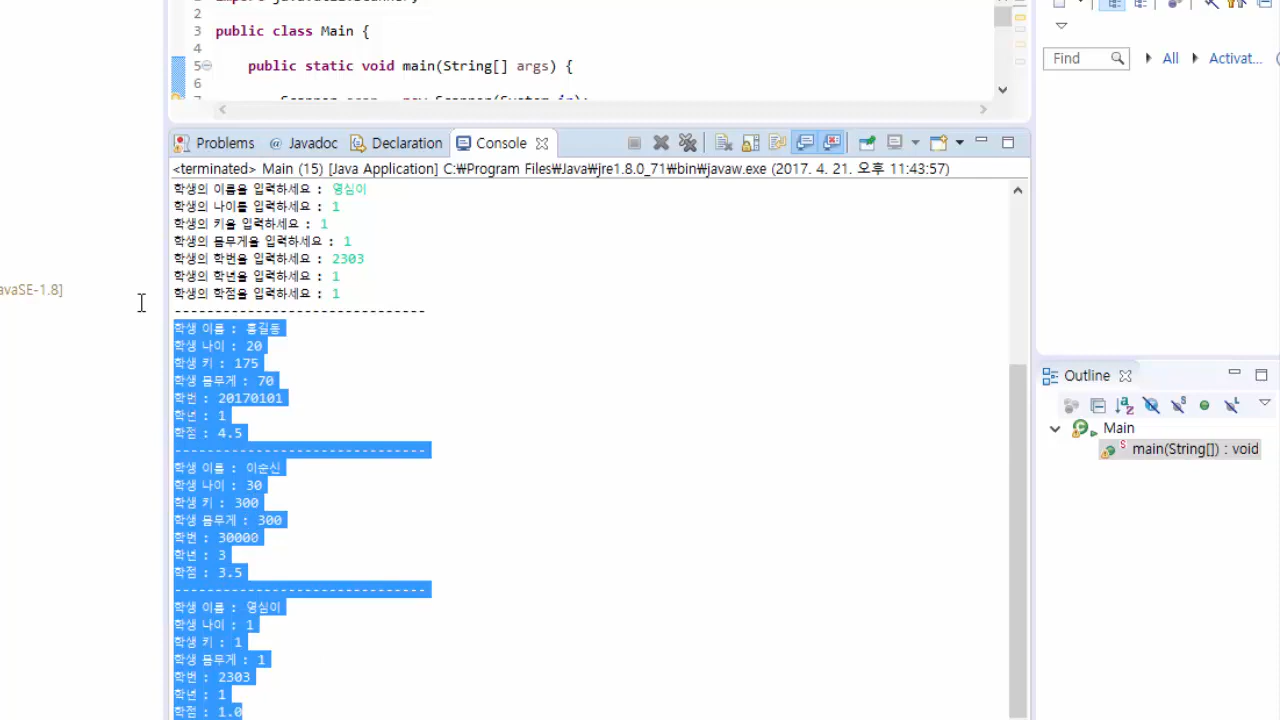 2
3 public class Main {
4
5 public static void main(String[] args) {
6
Find All Activat...
Problems @ Javadoc Declaration Console
<terminated> Main (15) [Java Application] C:₩Program Files₩Java₩jre1.8.0_71₩bin₩javaw.exe (2017. 4. 21. 오후 11:43:57)
학생의 이름을 입력하세요 : 영심이
학생의 나이를 입력하세요 : 1
학생의 키을 입력하세요 : 1
학생의 몸무게을 입력하세요 : 1
학생의 학번을 입력하세요 : 2303
학생의 학년을 입력하세요 : 1
학생의 학점을 입력하세요 : 1
-------------------------------
학생 이름 : 홍길동
학생 나이 : 20
학생 키 : 175
학생 몸무게 : 70
학번 : 20170101
학년 : 1
학점 : 4.5
-------------------------------
학생 이름 : 이순신
학생 나이 : 30
학생 키 : 300
학생 몸무게 : 300
학번 : 30000
학년 : 3
학점 : 3.5
-------------------------------
학생 이름 : 영심이
학생 나이 : 1
학생 키 : 1
학생 몸무게 : 1
학번 : 2303
학년 : 1
학점 : 1.0
avaSE-1.8]
Outline
Main
main(String[]) : void